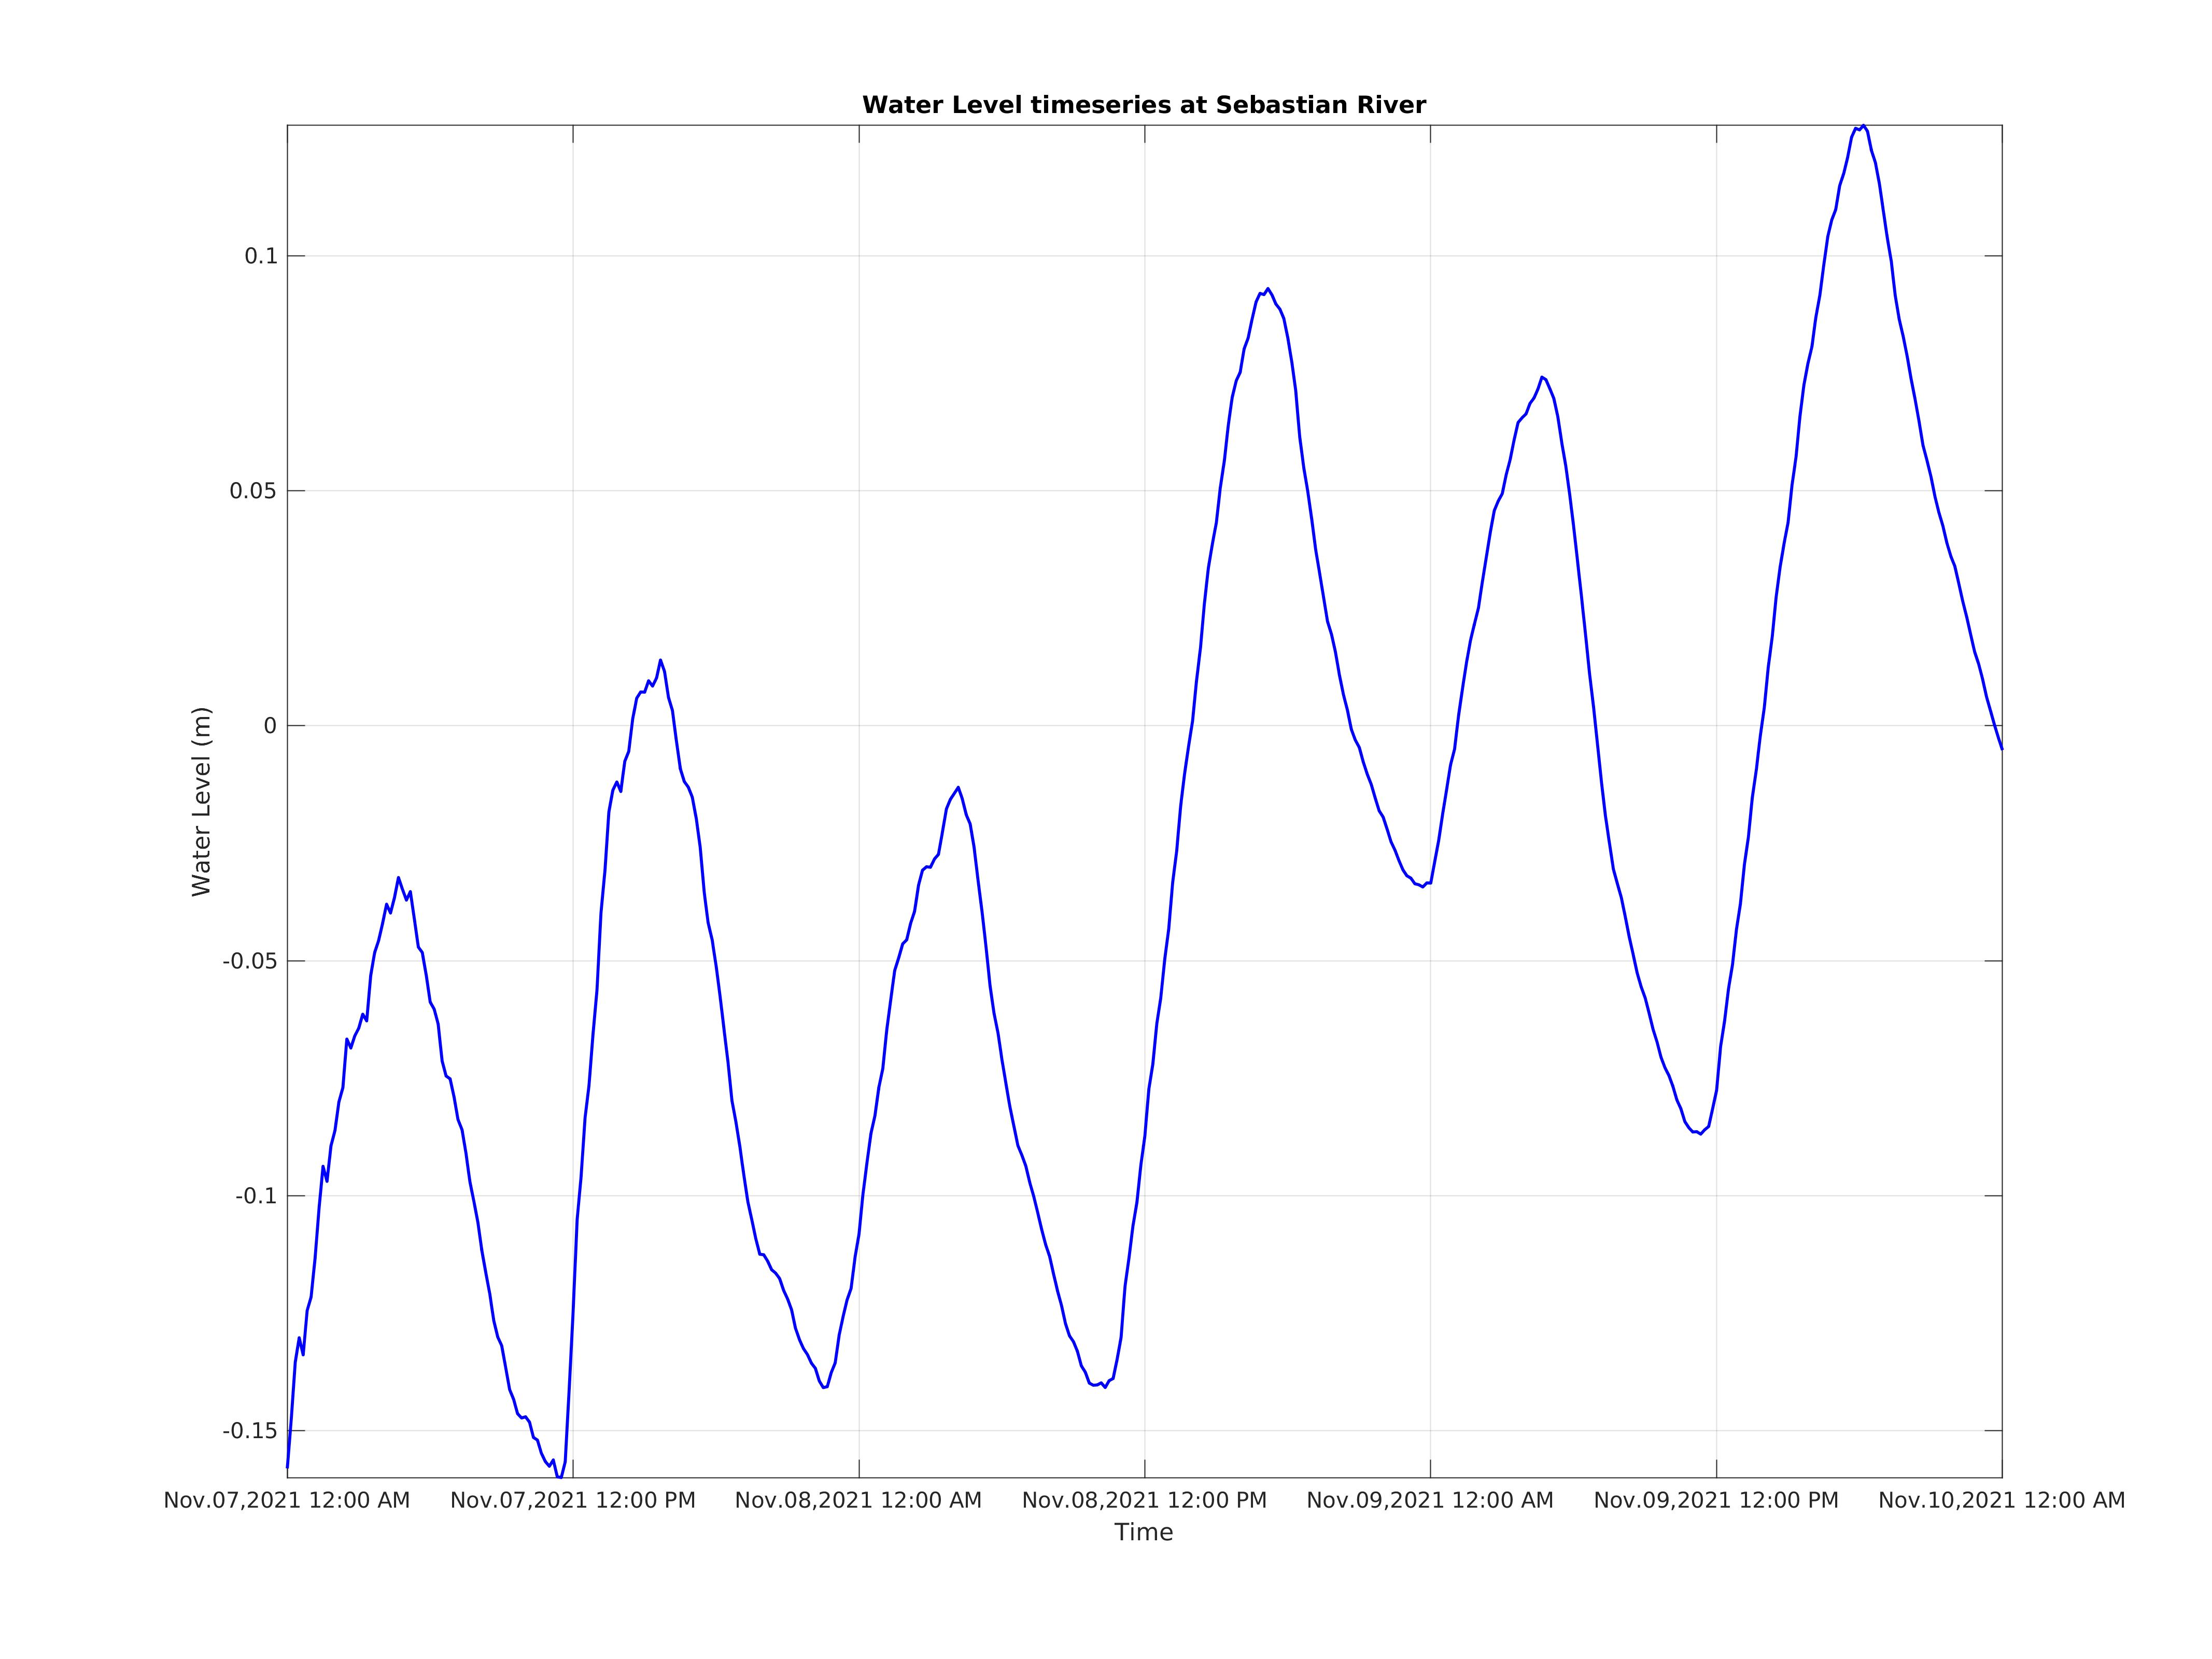 Water Level timeseries at Sebastian River
0.1
0.05
0
-0.05
-0.1
-0.15
Water Level (m)
Nov.07,2021 12:00 AM Nov.07,2021 12:00 PM Nov.08,2021 12:00 AM Nov.08,2021 12:00 PM Nov.09,2021 12:00 AM Nov.09,2021 12:00 PM Nov.10,2021 12:00 AM
Time